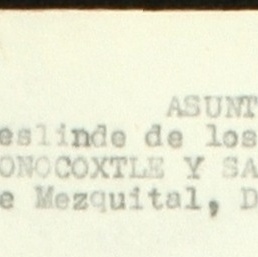 ASUNT
eslinde de los
ONOCOXTLE Y SA
e Mezquital, D